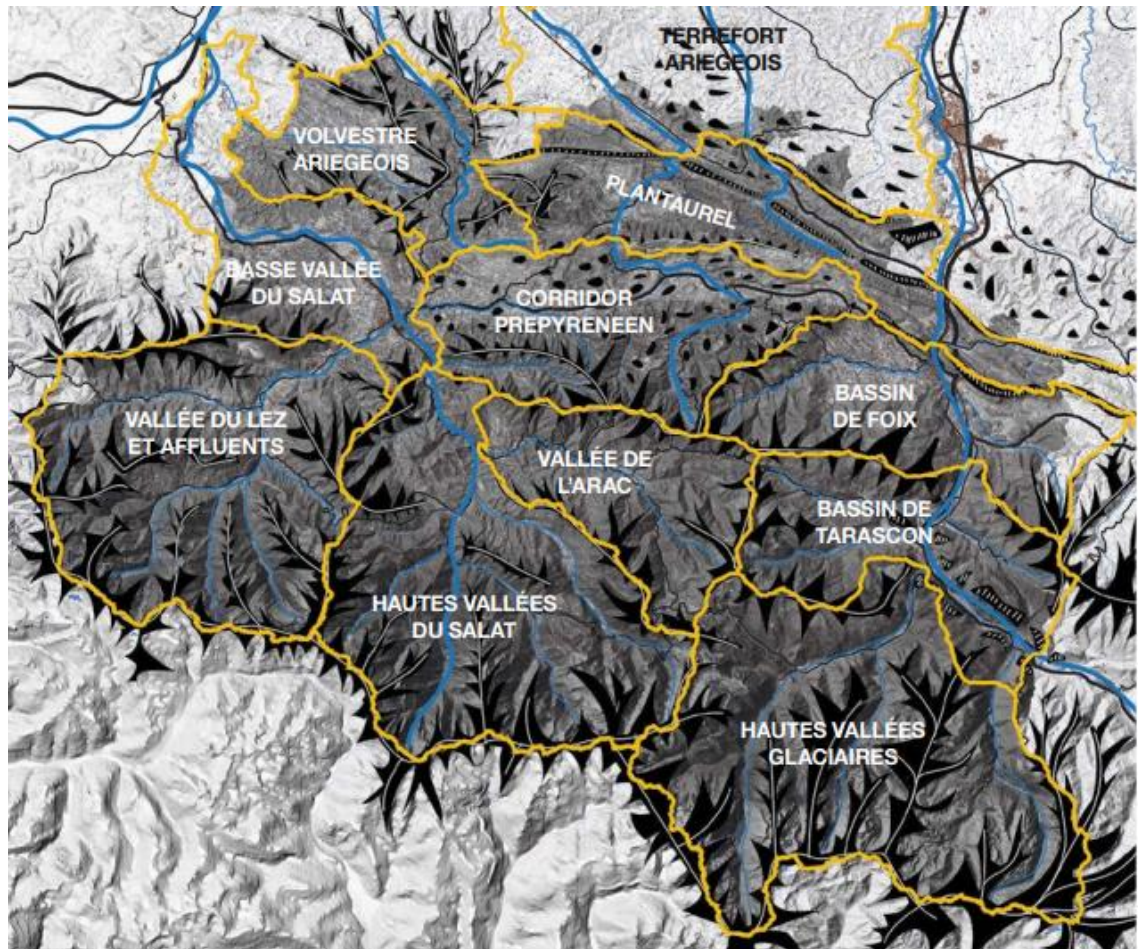 TERREFORT
ARIEGEOIS
VOLVESTRE
ARIEGEOIS
PLANTAUREL
BASSE VALLÉE
DU SALAT
CORRIDOR
PREPYRENEEN
BASSIN
DE FOIX
VALLÉE DU LEZ
ET AFFLUENTS
VALLÉE DE
L'ARAC
BASSIN DE
TARASCON
HAUTES VALLÉES
DU SALAT
HAUTES VALLÉES
GLACIAIRES